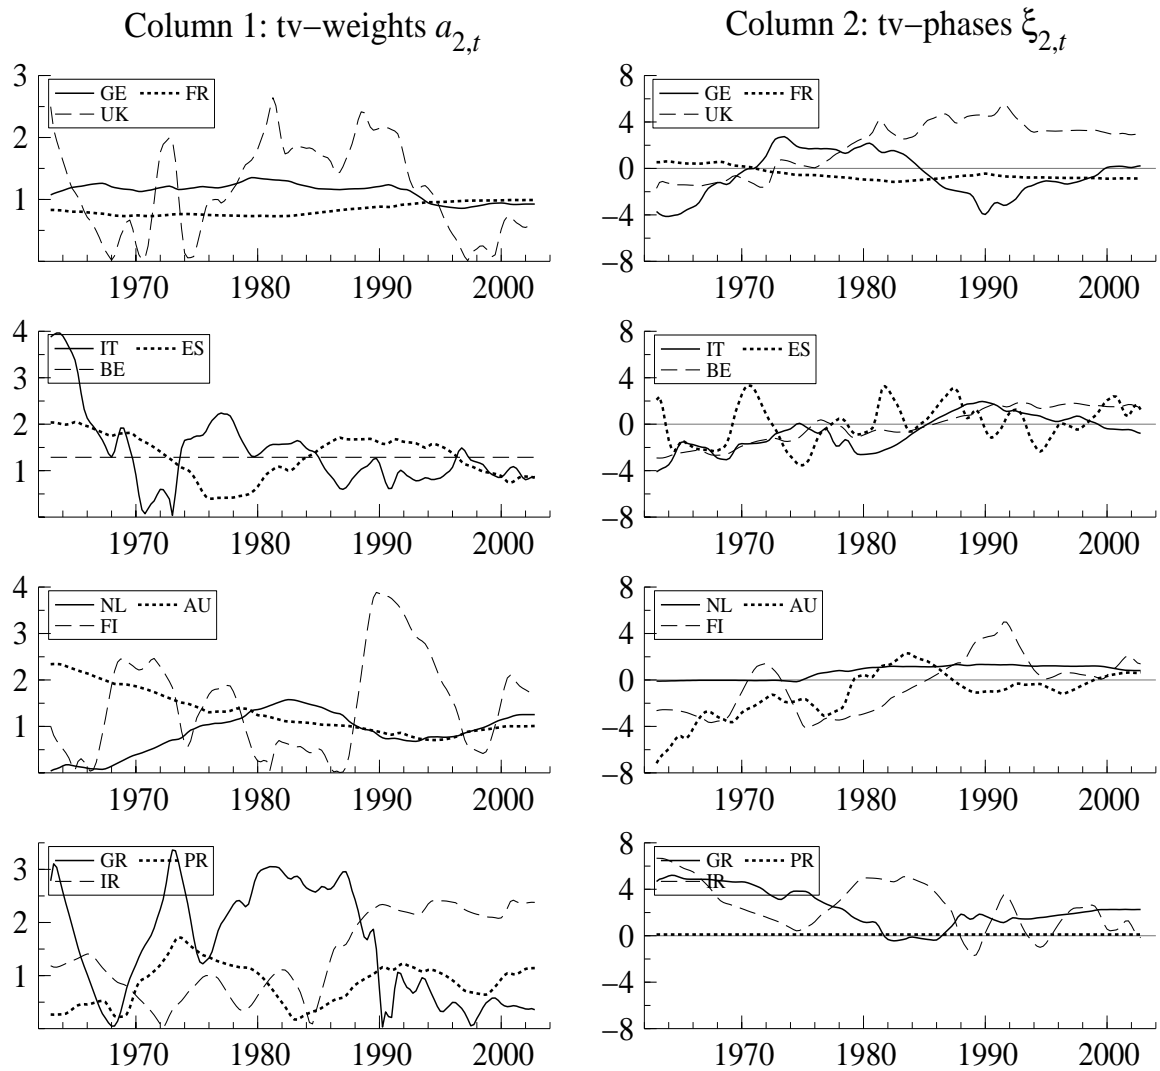 Column 1: tv−weights a2,t
Column 2: tv−phases ξ2,t
3
2
1
GE FR
UK
1970 1980 1990 2000
8
4
0
−4
−8
GE FR
UK
1970 1980 1990 2000
4
3
2
1
IT ES
BE
1970 1980 1990 2000
8
4
0
−4
−8
IT ES
BE
1970 1980 1990 2000
4
3
2
1
NL AU
FI
1970 1980 1990 2000
8
4
0
−4
−8
NL AU
FI
1970 1980 1990 2000
3
2
1
GR PR
IR
1970 1980 1990 2000
8
4
0
−4
−8
GR PR
IR
1970 1980 1990 2000